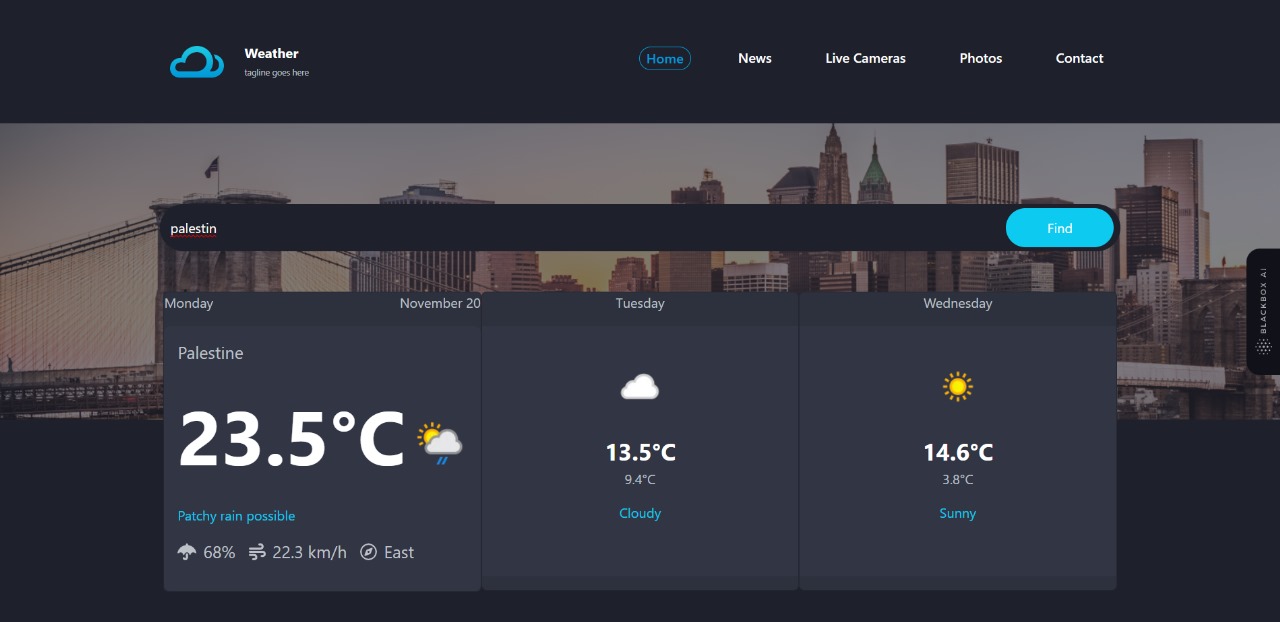 Weather
tagline goes here
Home
News
Live Cameras
Photos
Contact
palestin
Find
BLACKBOX AI
Monday
November 20
Tuesday
Wednesday
Palestine
23.5°C
Patchy rain possible
68%
22.3 km/h
East
13.5°C
9.4°C
Cloudy
14.6°C
3.8°C
Sunny